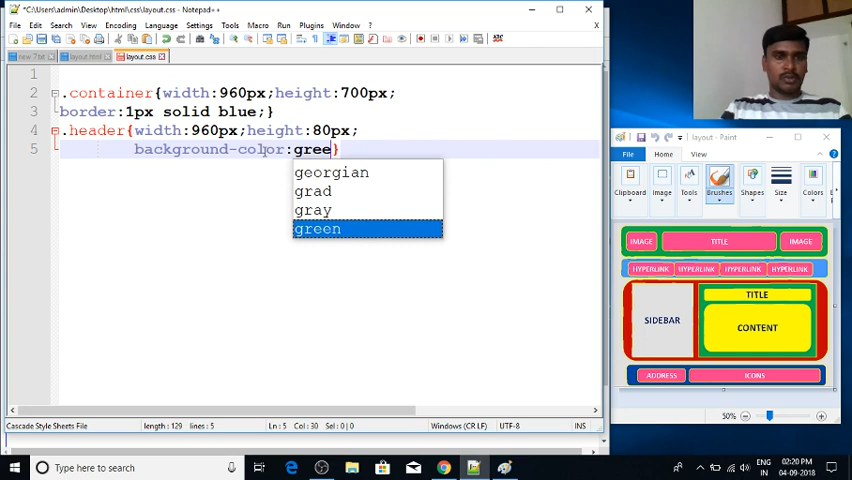 *C:\Users\admin\Desktop\html\css\layout.css - Notepad++
File Edit Search View Encoding Language Settings Tools Macro Run Plugins Window ?
new 7.txt layout.html layout.css
1
2 .container{width:960px;height:700px;
3 border:1px solid blue;}
4 .header{width:960px;height:80px;
5 background-color:gree}
georgian
grad
gray
green
Cascade Style Sheets File length : 129 lines : 5 Ln : 5 Col : 30 Sel : 0 | 0 Windows (CR LF) UTF-8 INS
layout - Paint
File Home View
Clipboard Image Tools Brushes Shapes Size Colors
IMAGE TITLE IMAGE
HYPERLINK HYPERLINK HYPERLINK HYPERLINK
TITLE
SIDEBAR CONTENT
ADDRESS ICONS
50%
Type here to search
ENG IN 02:20 PM 04-09-2018